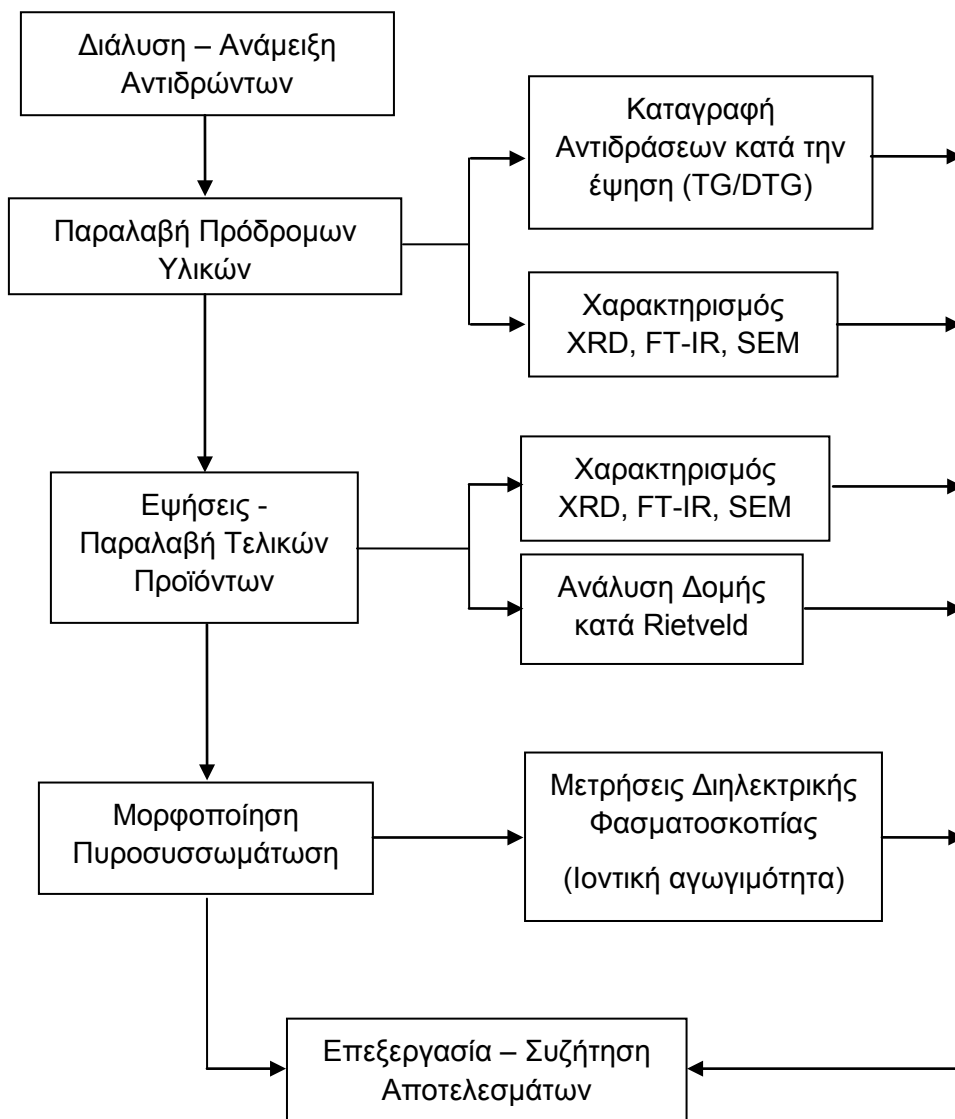 Διάλυση – Ανάμειξη
Αντιδρώντων
Καταγραφή
Αντιδράσεων κατά την
έψηση (TG/DTG)
Παραλαβή Πρόδρομων
Υλικών
Χαρακτηρισμός
XRD, FT-IR, SEM
Εψήσεις -
Παραλαβή Τελικών
Προϊόντων
Χαρακτηρισμός
XRD, FT-IR, SEM
Ανάλυση Δομής
κατά Rietveld
Μορφοποίηση
Πυροσυσσωμάτωση
Μετρήσεις Διηλεκτρικής
Φασματοσκοπίας
(Ιοντική αγωγιμότητα)
Επεξεργασία – Συζήτηση
Αποτελεσμάτων